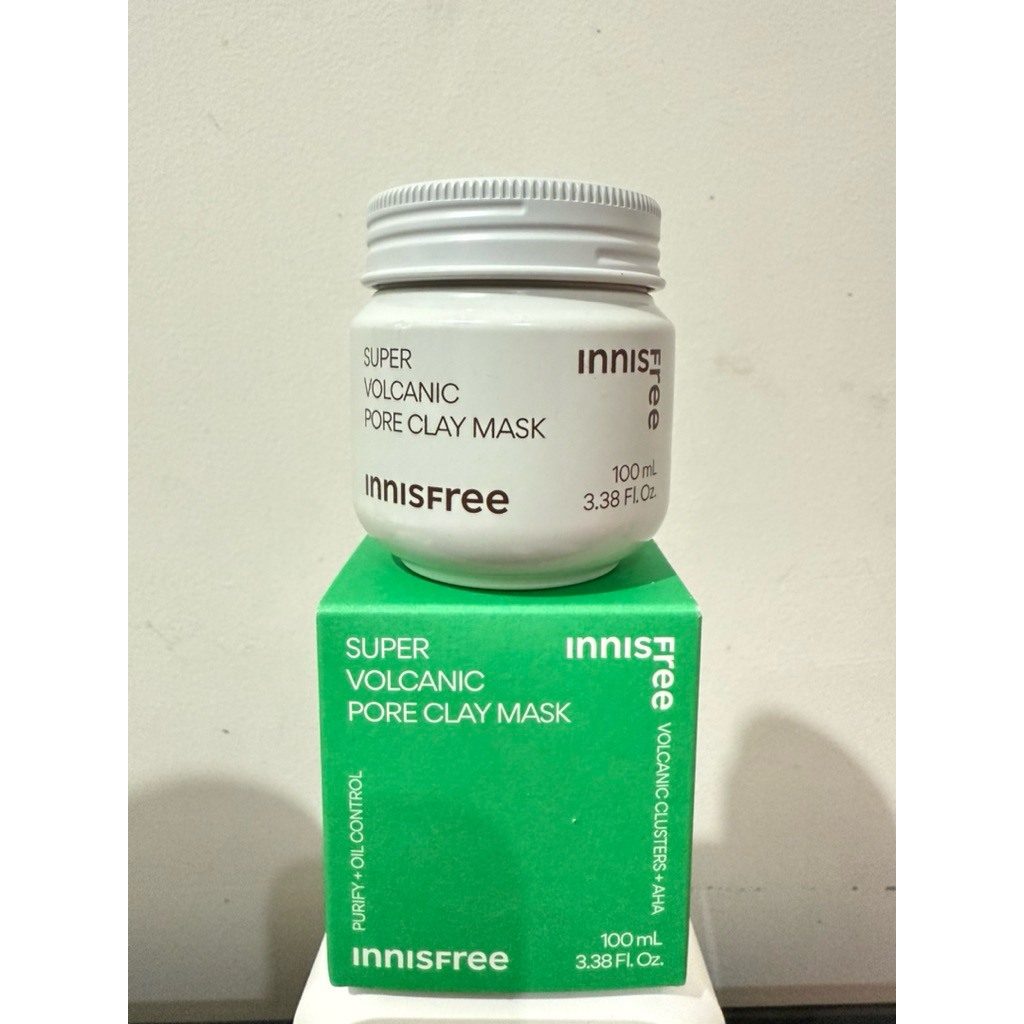 SUPER
VOLCANIC
PORE CLAY MASK
INNISFree
INNISFree
100 mL
3.38 Fl. Oz.
SUPER
VOLCANIC
PORE CLAY MASK
INNISFree
VOLCANIC CLUSTERS + AHA
PURIFY + OIL CONTROL
INNISFree
100 mL
3.38 Fl. Oz.